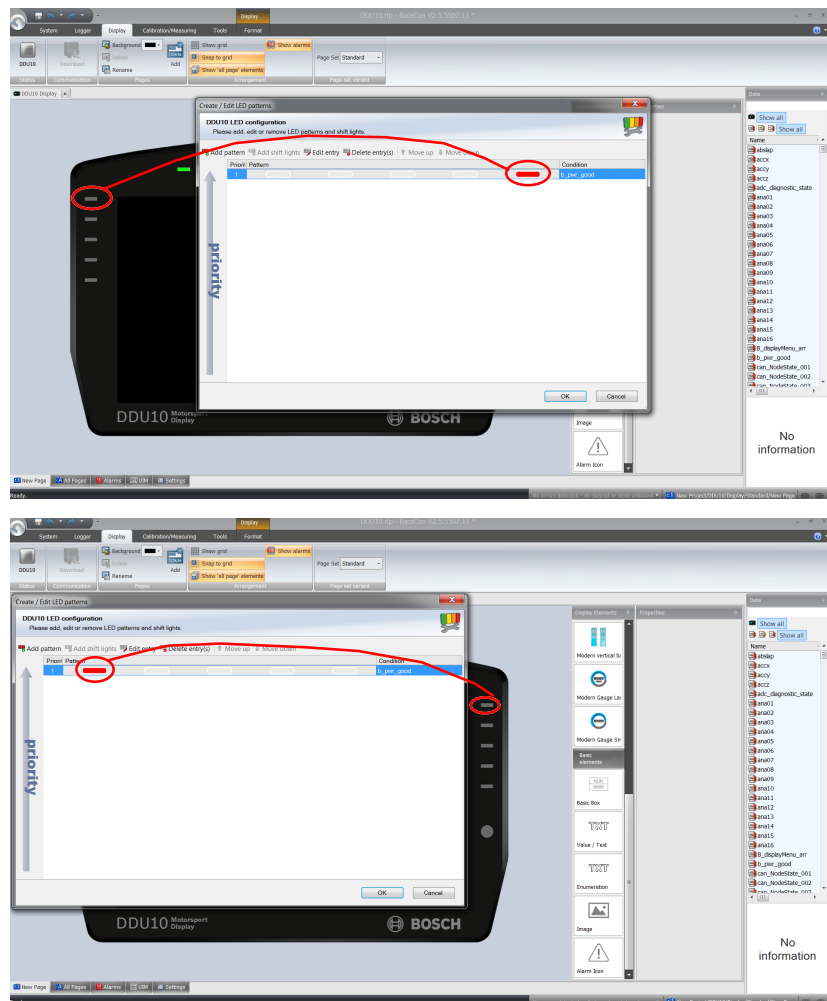 Display
DDU10.rlp - RaceCon V2.5.5507.11 *
System Logger Display Calibration/Measuring Tools Format
DDU10 Download Background Delete Rename Add Show grid Snap to grid Show 'all page' elements Show alarms Page Set Standard
Status Communication Pages Arrangement Page set variant
DDU10 Display
Data
Create / Edit LED patterns
DDU10 LED configuration
Please add, edit or remove LED patterns and shift lights.
Add pattern Add shift lights Edit entry Delete entry(s) Move up Move down
Priori Pattern Condition
1 b_pwr_good
priority
OK Cancel
DDU10 Motorsport Display
BOSCH
Image
Alarm Icon
Show all
Show all
Name
abslap
accx
accy
accz
adc_diagnostic_state
ana01
ana02
ana03
ana04
ana05
ana06
ana07
ana08
ana09
ana10
ana11
ana12
ana13
ana14
ana15
ana16
B_displayMenu_arr
b_pwr_good
can_NodeState_001
can_NodeState_002
No
information
New Page All Pages Alarms LIM Settings
Ready.
New Project/DDU10/Display/Standard/New Page
Display
DDU10.rlp - RaceCon V2.5.5507.11 *
System Logger Display Calibration/Measuring Tools Format
DDU10 Download Background Delete Rename Add Show grid Snap to grid Show 'all page' elements Show alarms Page Set Standard
Status Communication Pages Arrangement Page set variant
Create / Edit LED patterns
DDU10 LED configuration
Please add, edit or remove LED patterns and shift lights.
Add pattern Add shift lights Edit entry Delete entry(s) Move up Move down
Priori Pattern Condition
1 b_pwr_good
priority
OK Cancel
DDU10 Motorsport Display
BOSCH
Display Elements
Properties
Data
Modern vertical
Modern Gauge
Modern Gauge
Basic
elements
Basic Box
TXT
Value / Text
TXT
Enumeration
Image
Alarm Icon
Show all
Show all
Name
abslap
accx
accy
accz
adc_diagnostic_state
ana01
ana02
ana03
ana04
ana05
ana06
ana07
ana08
ana09
ana10
ana11
ana12
ana13
ana14
ana15
ana16
B_displayMenu_arr
b_pwr_good
can_NodeState_001
can_NodeState_002
No
information
New Page All Pages Alarms LIM Settings